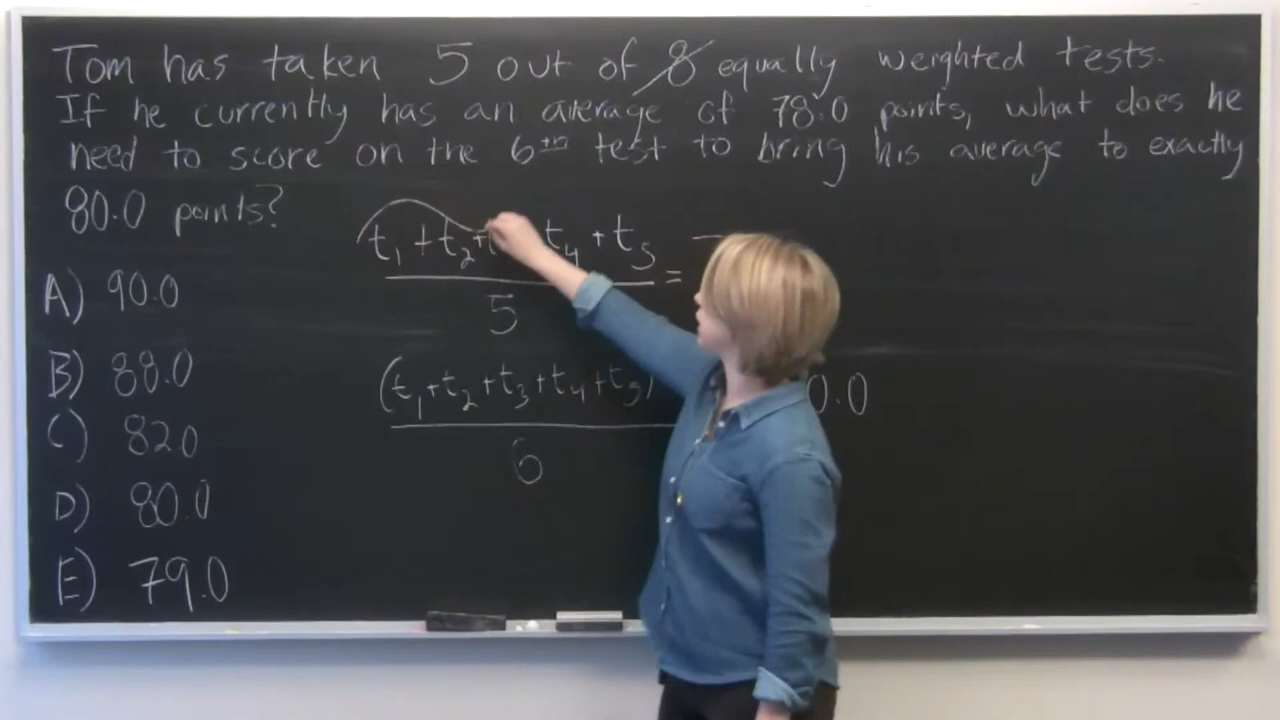 Tom has taken 5 out of 8 equally weighted tests.
If he currently has an average of 78.0 points, what does he
need to score on the 6th test to bring his average to exactly
80.0 points?
t₁ + t₂ + t₄ + t₅
=
5
A) 90.0
(t₁ + t₂ + t₃ + t₄ + t₅)
0.0
6
B) 88.0
C) 82.0
D) 80.0
E) 79.0